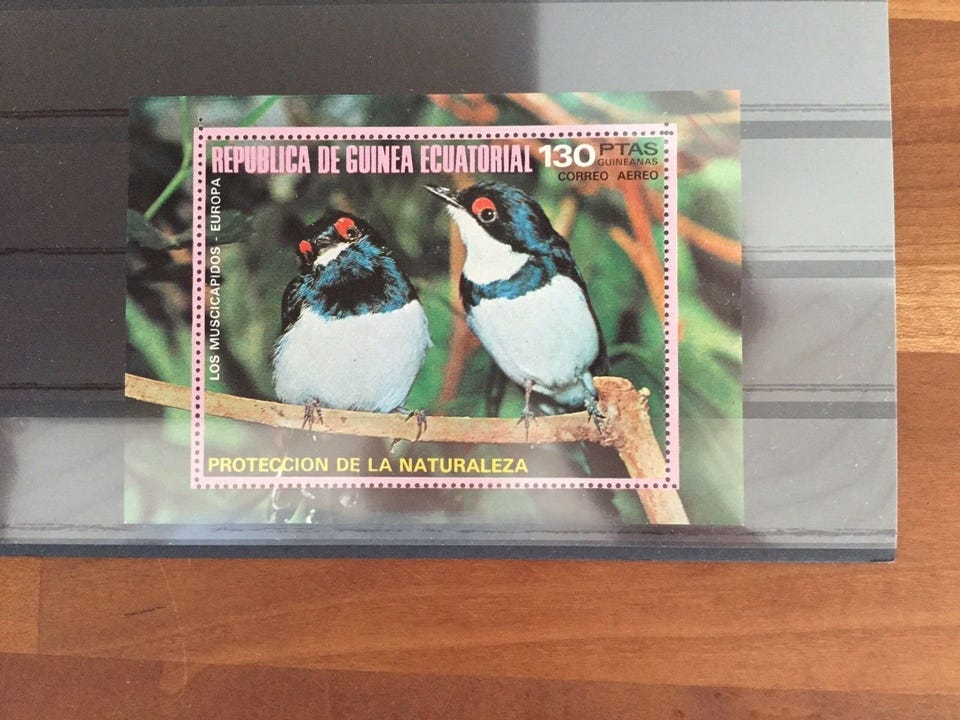 REPUBLICA DE GUINEA ECUATORIAL
130 PTAS
GUINEANAS
CORREO AEREO
LOS MUSCICAPIDOS - EUROPA
PROTECCION DE LA NATURALEZA